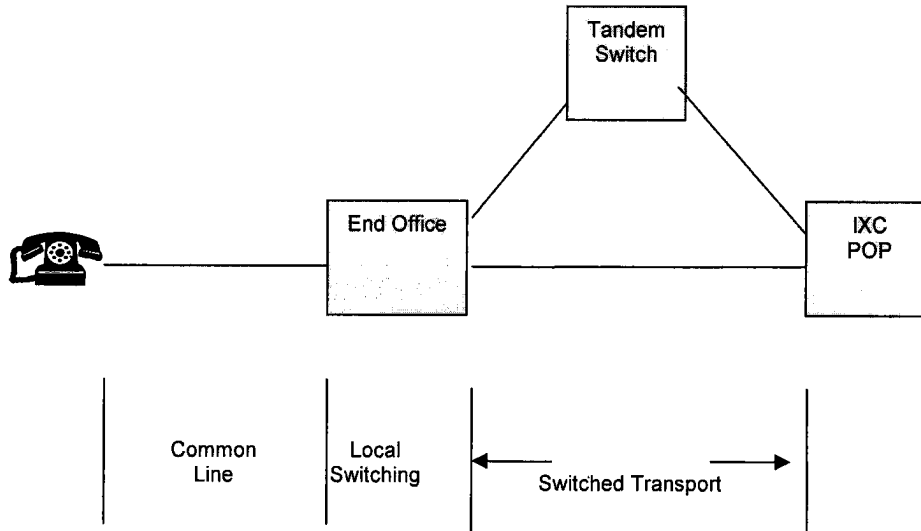 Tandem
Switch
End Office
IXC
POP
Common
Line
Local
Switching
Switched Transport